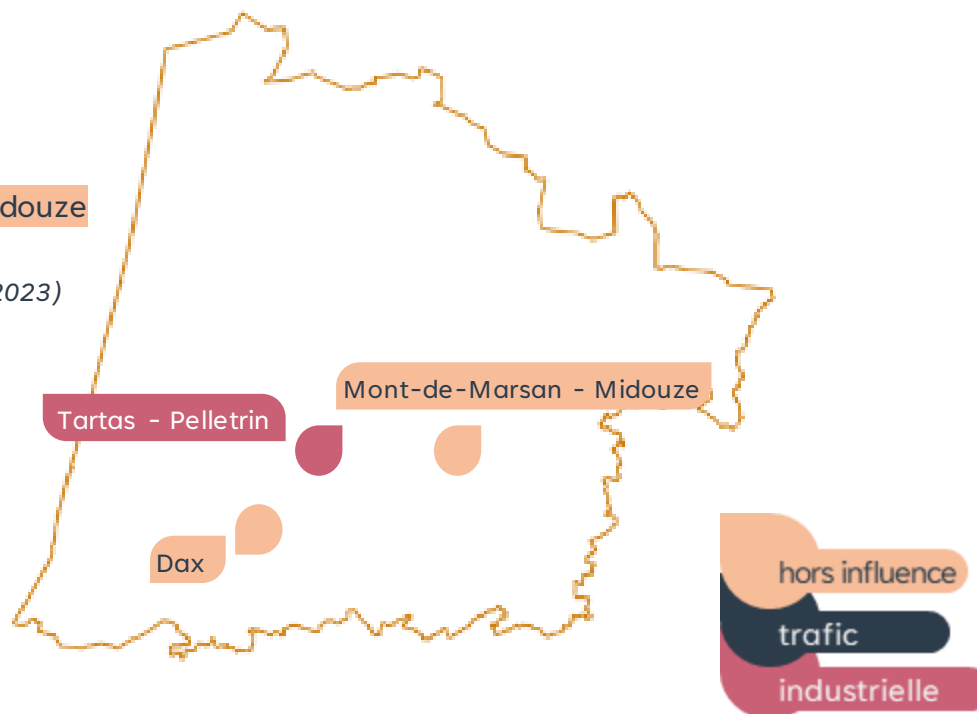 douze
2023)
Mont-de-Marsan - Midouze
Tartas - Pelletrin
Dax
hors influence
trafic
industrielle